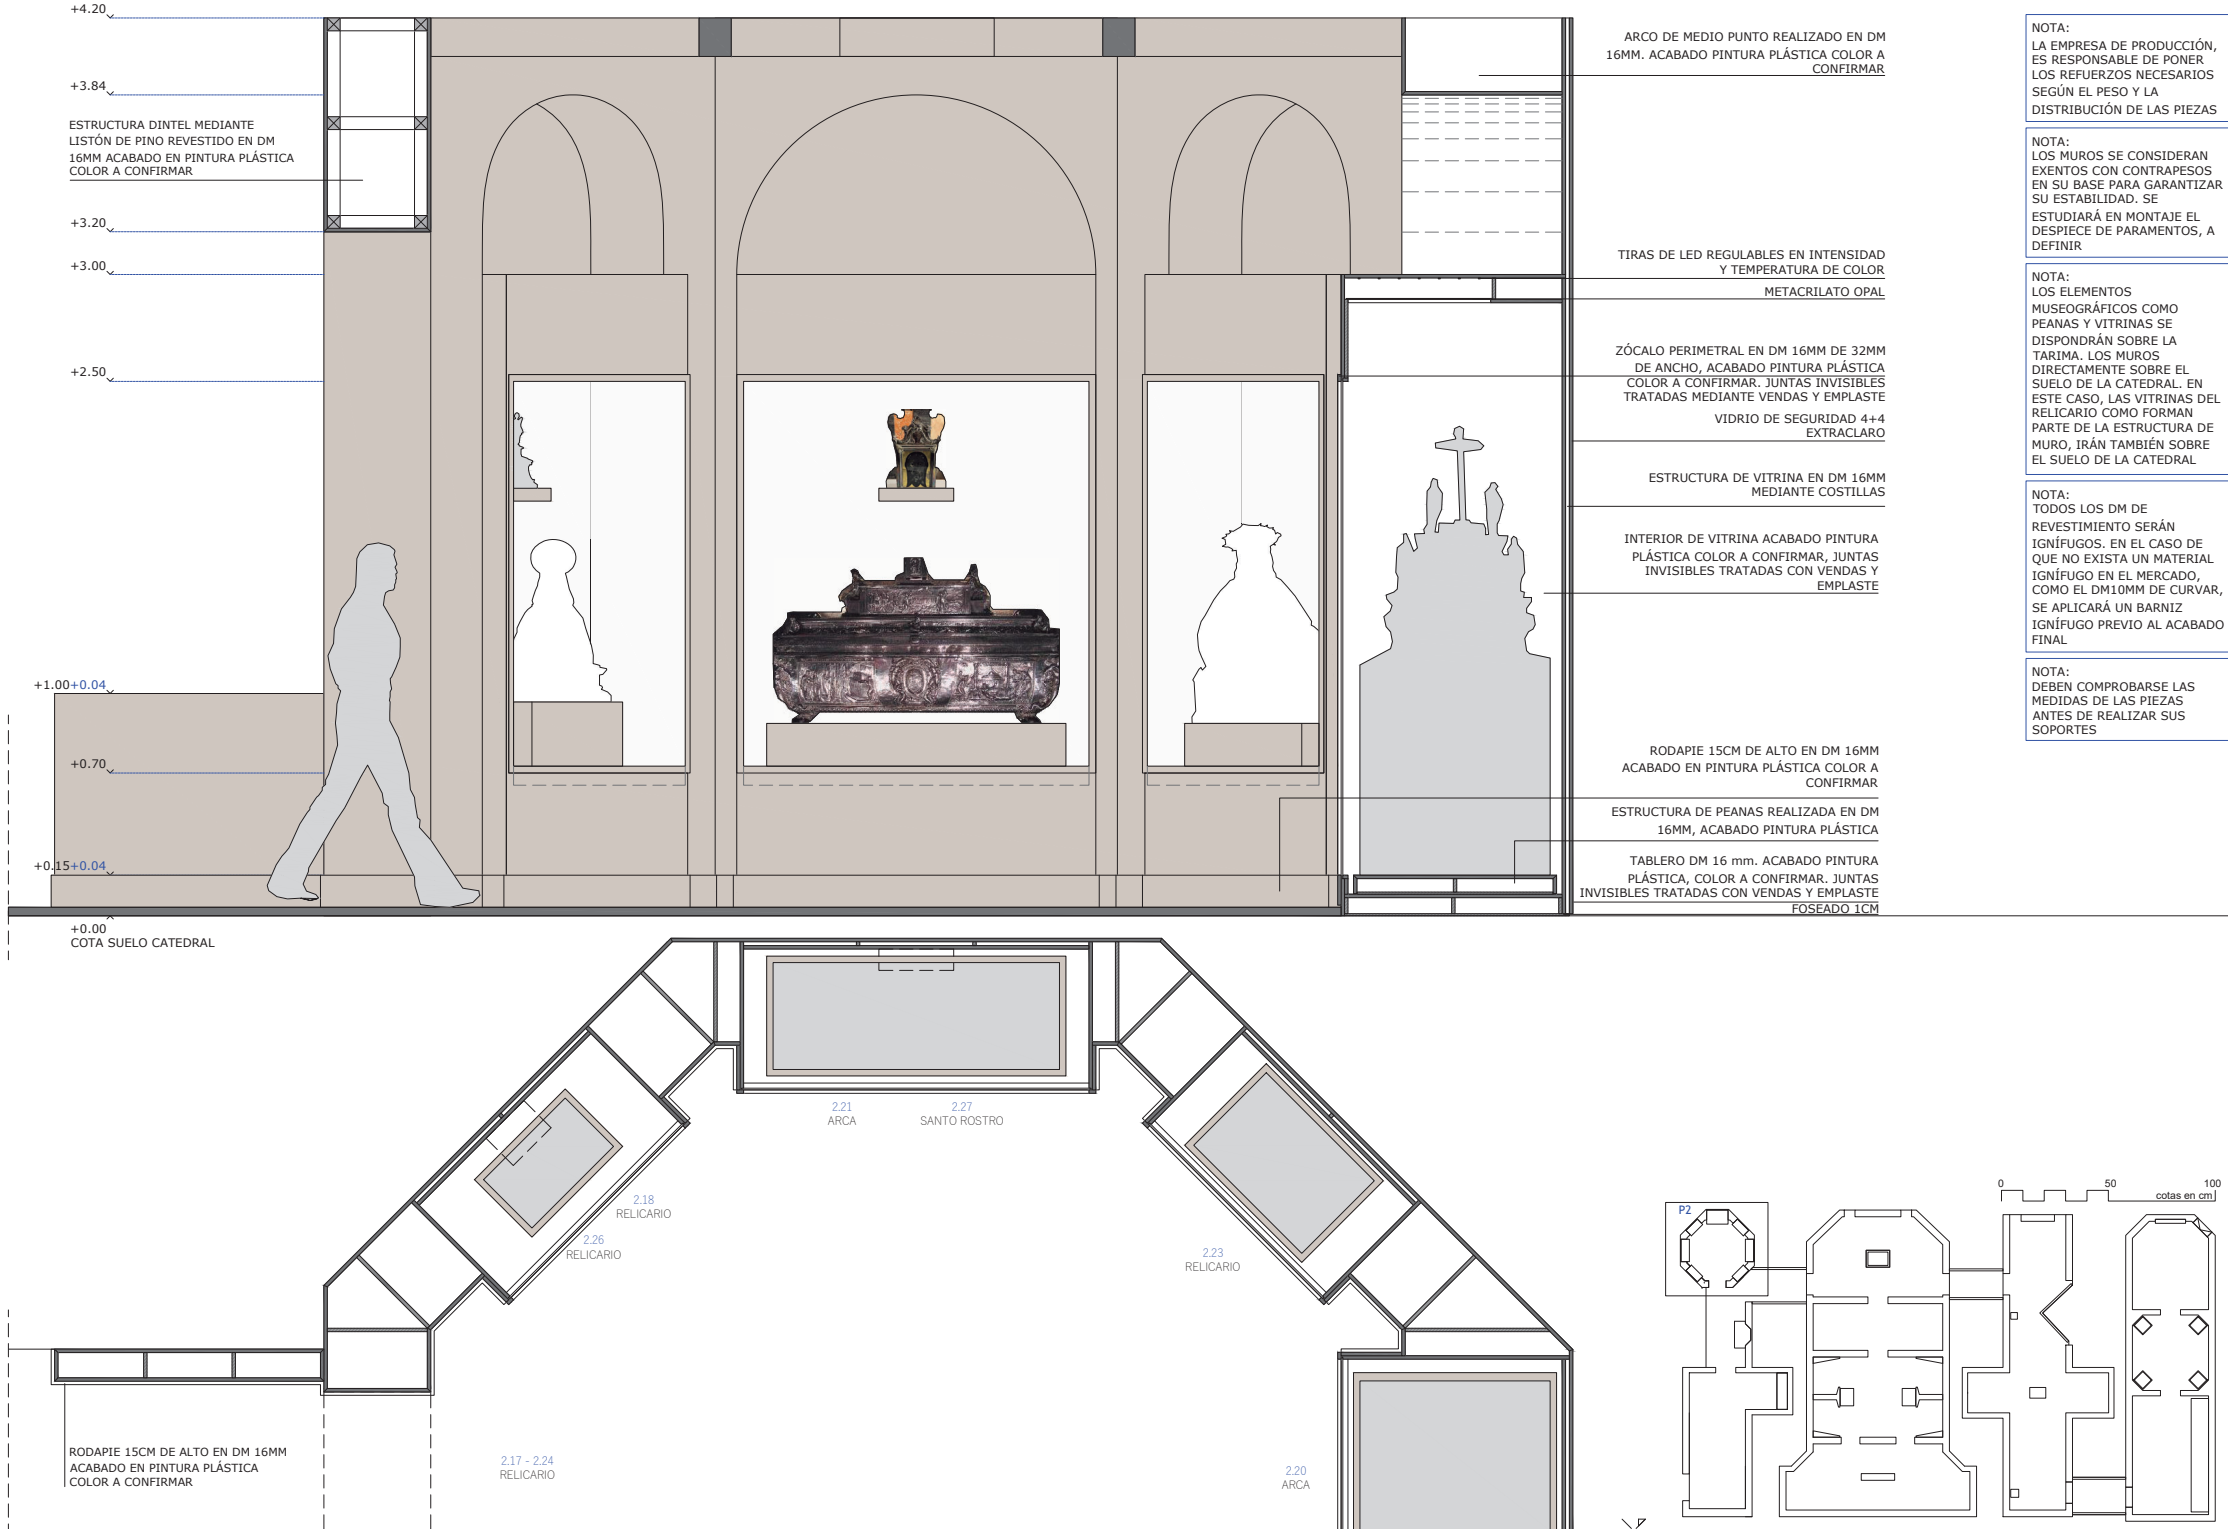 +4.20
+3.84
ESTRUCTURA DINTEL MEDIANTE
LISTÓN DE PINO REVESTIDO EN DM
16MM ACABADO EN PINTURA PLÁSTICA
COLOR A CONFIRMAR
+3.20
+3.00
+2.50
+1.00+0.04
+0.70
+0.15+0.04
+0.00
COTA SUELO CATEDRAL
ARCO DE MEDIO PUNTO REALIZADO EN DM
16MM. ACABADO PINTURA PLÁSTICA COLOR A
CONFIRMAR
TIRAS DE LED REGULABLES EN INTENSIDAD
Y TEMPERATURA DE COLOR
METACRILATO OPAL
ZÓCALO PERIMETRAL EN DM 16MM DE 32MM
DE ANCHO, ACABADO PINTURA PLÁSTICA
COLOR A CONFIRMAR. JUNTAS INVISIBLES
TRATADAS MEDIANTE VENDAS Y EMPLASTE
VIDRIO DE SEGURIDAD 4+4
EXTRACLARO
ESTRUCTURA DE VITRINA EN DM 16MM
MEDIANTE COSTILLAS
INTERIOR DE VITRINA ACABADO PINTURA
PLÁSTICA COLOR A CONFIRMAR, JUNTAS
INVISIBLES TRATADAS CON VENDAS Y
EMPLASTE
RODAPIE 15CM DE ALTO EN DM 16MM
ACABADO EN PINTURA PLÁSTICA COLOR A
CONFIRMAR
ESTRUCTURA DE PEANAS REALIZADA EN DM
16MM, ACABADO PINTURA PLÁSTICA
TABLERO DM 16 mm. ACABADO PINTURA
PLÁSTICA, COLOR A CONFIRMAR. JUNTAS
INVISIBLES TRATADAS CON VENDAS Y EMPLASTE
FOSEADO 1CM
NOTA:
LA EMPRESA DE PRODUCCIÓN,
ES RESPONSABLE DE PONER
LOS REFUERZOS NECESARIOS
SEGÚN EL PESO Y LA
DISTRIBUCIÓN DE LAS PIEZAS
NOTA:
LOS MUROS SE CONSIDERAN
EXENTOS CON CONTRAPESOS
EN SU BASE PARA GARANTIZAR
SU ESTABILIDAD. SE
ESTUDIARÁ EN MONTAJE EL
DESPIECE DE PARAMENTOS, A
DEFINIR
NOTA:
LOS ELEMENTOS
MUSEOGRÁFICOS COMO
PEANAS Y VITRINAS SE
DISPONDRÁN SOBRE LA
TARIMA. LOS MUROS
DIRECTAMENTE SOBRE EL
SUELO DE LA CATEDRAL. EN
ESTE CASO, LAS VITRINAS DEL
RELICARIO COMO FORMAN
PARTE DE LA ESTRUCTURA DE
MURO, IRÁN TAMBIÉN SOBRE
EL SUELO DE LA CATEDRAL
NOTA:
TODOS LOS DM DE
REVESTIMIENTO SERÁN
IGNÍFUGOS. EN EL CASO DE
QUE NO EXISTA UN MATERIAL
IGNÍFUGO EN EL MERCADO,
COMO EL DM10MM DE CURVAR,
SE APLICARÁ UN BARNIZ
IGNÍFUGO PREVIO AL ACABADO
FINAL
NOTA:
DEBEN COMPROBARSE LAS
MEDIDAS DE LAS PIEZAS
ANTES DE REALIZAR SUS
SOPORTES
2.21
ARCA
2.27
SANTO ROSTRO
2.18
RELICARIO
2.26
RELICARIO
2.23
RELICARIO
2.17 - 2.24
RELICARIO
2.20
ARCA
RODAPIE 15CM DE ALTO EN DM 16MM
ACABADO EN PINTURA PLÁSTICA
COLOR A CONFIRMAR
P2
0 50 100
cotas en cm